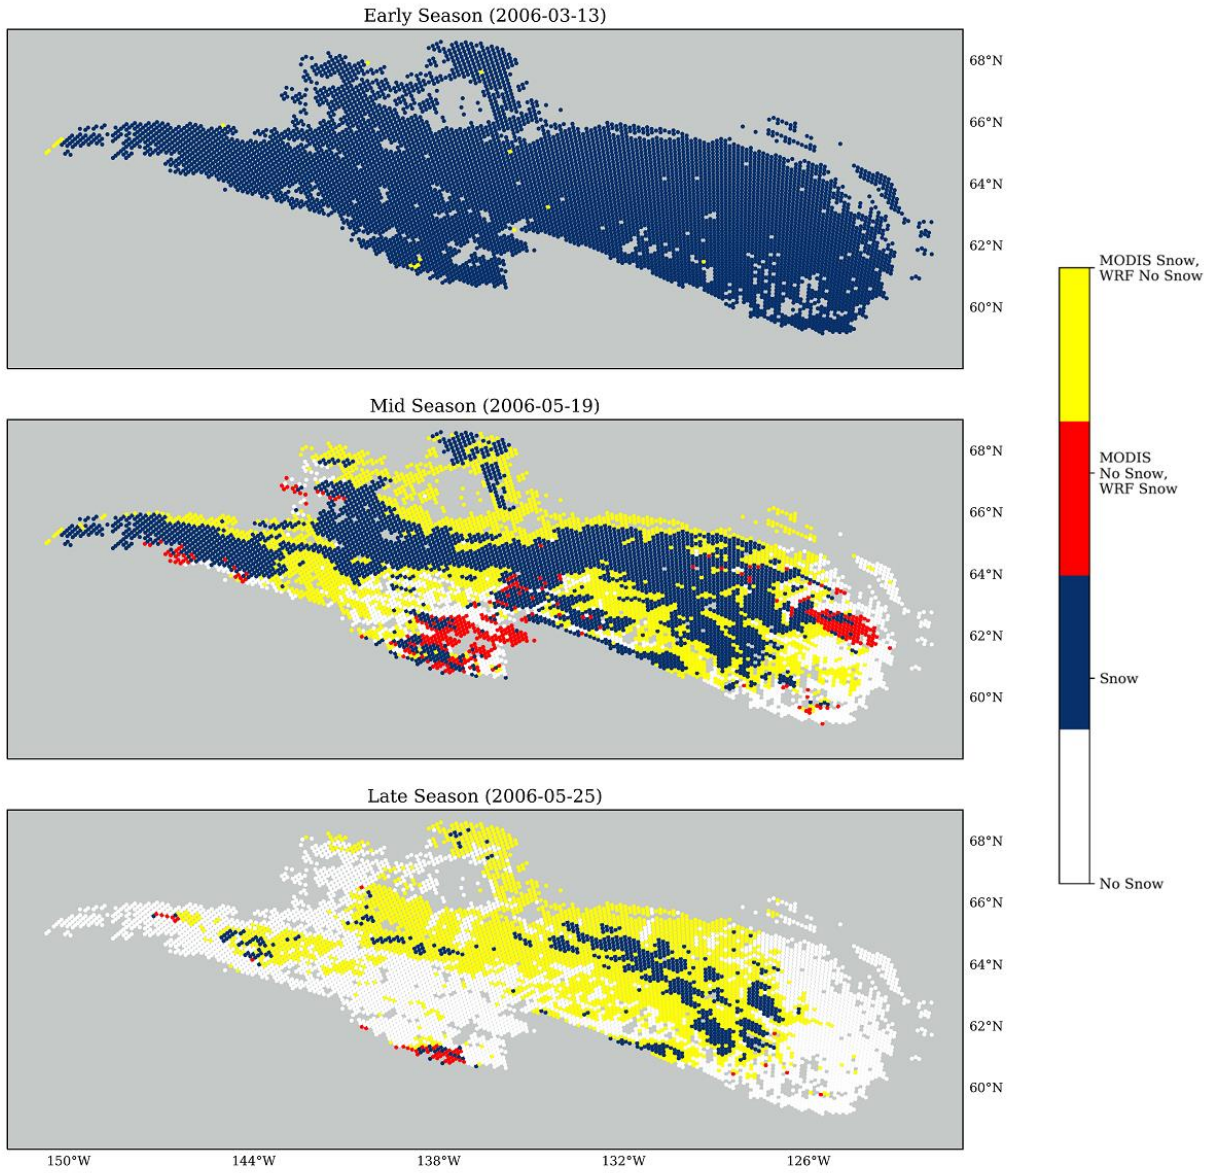 Early Season (2006-03-13)
68°N
66°N
64°N
62°N
60°N
Mid Season (2006-05-19)
68°N
66°N
64°N
62°N
60°N
Late Season (2006-05-25)
68°N
66°N
64°N
62°N
60°N
150°W 144°W 138°W 132°W 126°W
MODIS Snow,
WRF No Snow
MODIS
No Snow,
WRF Snow
Snow
No Snow